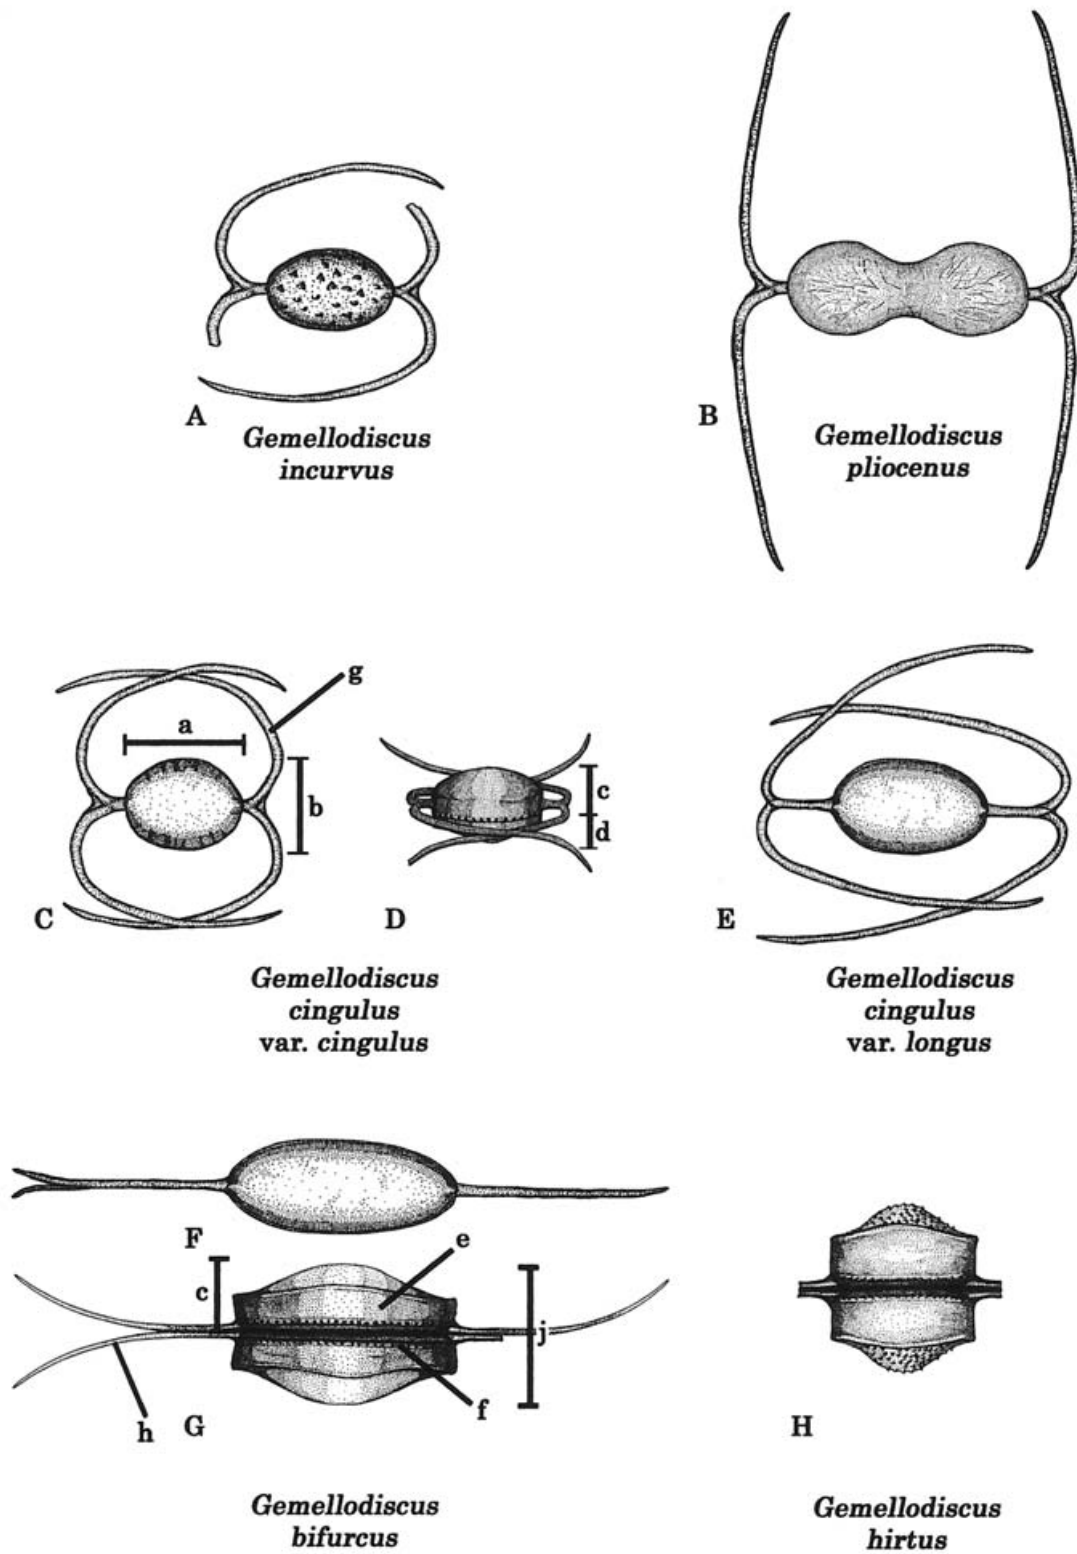 A
Gemellodiscus
incurvus
B
Gemellodiscus
pliocenus
g
a
b
C
c
d
D
E
Gemellodiscus
cingulus
var. cingulus
Gemellodiscus
cingulus
var. longus
F
e
c
j
f
h
G
H
Gemellodiscus
bifurcus
Gemellodiscus
hirtus